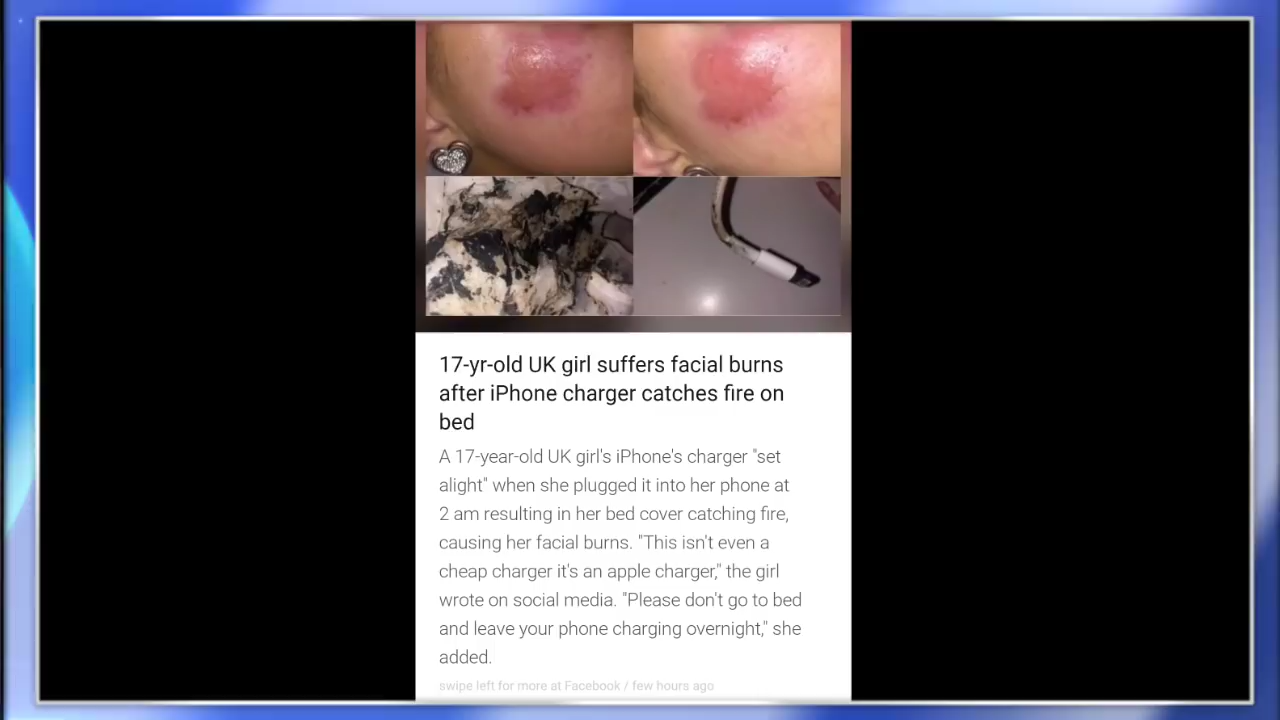 17-yr-old UK girl suffers facial burns
after iPhone charger catches fire on
bed
A 17-year-old UK girl's iPhone's charger "set
alight" when she plugged it into her phone at
2 am resulting in her bed cover catching fire,
causing her facial burns. "This isn't even a
cheap charger it's an apple charger," the girl
wrote on social media. "Please don't go to bed
and leave your phone charging overnight," she
added.
swipe left for more at Facebook / few hours ago